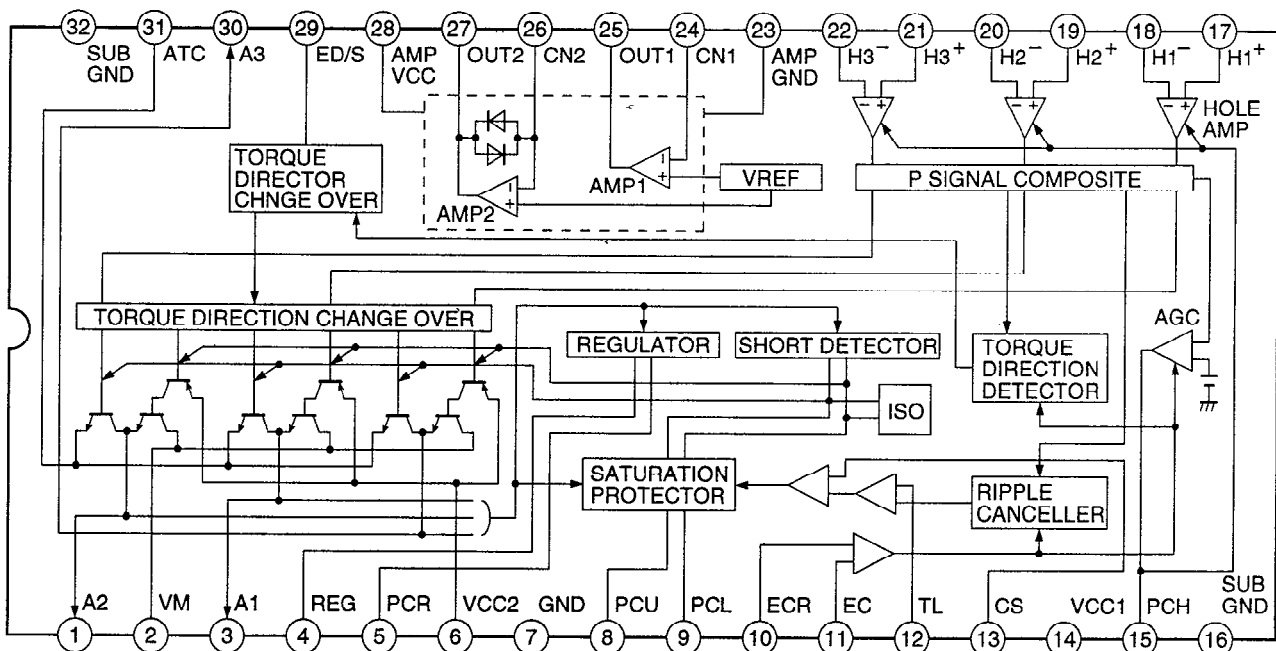 32 31 30 29 28 27 26 25 24 23 22 21 20 19 18 17
SUB GND
ATC
A3
ED/S
AMP VCC
OUT2
CN2
OUT1
CN1
AMP GND
H3−
H3+
H2−
H2+
H1−
H1+
− +
− +
− +
HOLE AMP
TORQUE
DIRECTOR
CHNGE OVER
AMP1
−
+
VREF
AMP2
−
+
P SIGNAL COMPOSITE
TORQUE DIRECTION CHANGE OVER
REGULATOR
SHORT DETECTOR
TORQUE
DIRECTION
DETECTOR
AGC
ISO
SATURATION
PROTECTOR
RIPPLE
CANCELLER
A2
VM
A1
REG
PCR
VCC2
GND
PCU
PCL
ECR
EC
TL
CS
VCC1
PCH
SUB GND
1 2 3 4 5 6 7 8 9 10 11 12 13 14 15 16